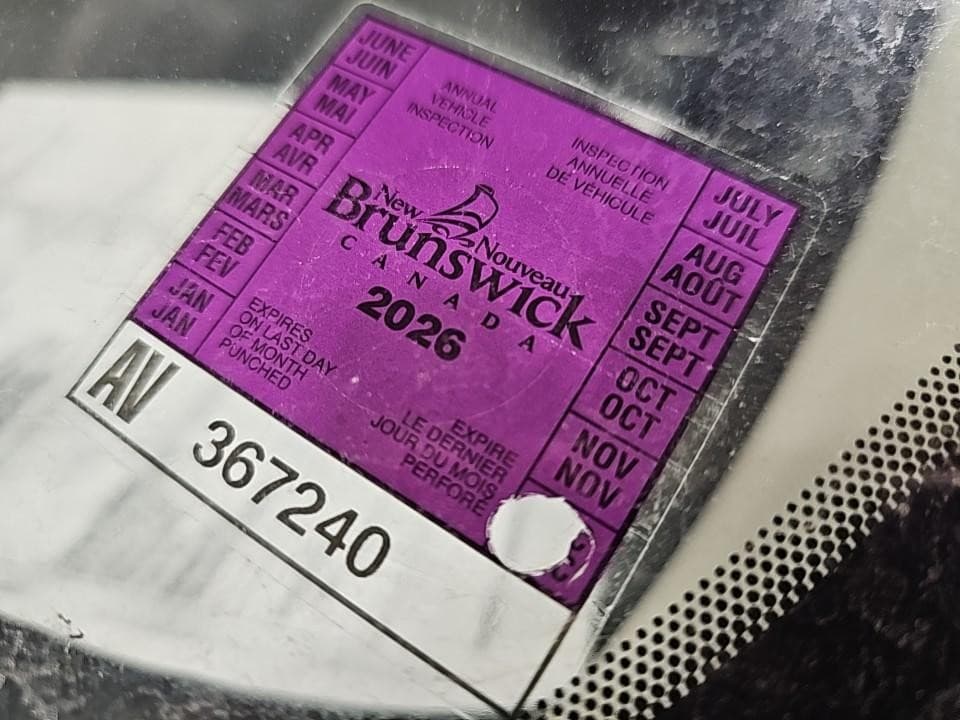 ANNUAL
VEHICLE
INSPECTION
INSPECTION
ANNUELLE
DE VÉHICULE
JUNE
JUIN
MAY
MAI
APR
AVR
MAR
MARS
FEB
FEV
JAN
JAN
New
Brunswick
Nouveau
CANADA
2026
JULY
JUIL
AUG
AOÛT
SEPT
SEPT
OCT
OCT
NOV
NOV
EXPIRES
ON LAST DAY
OF MONTH
PUNCHED
EXPIRE
LE DERNIER
JOUR DU MOIS
PERFORÉ
AV 367240